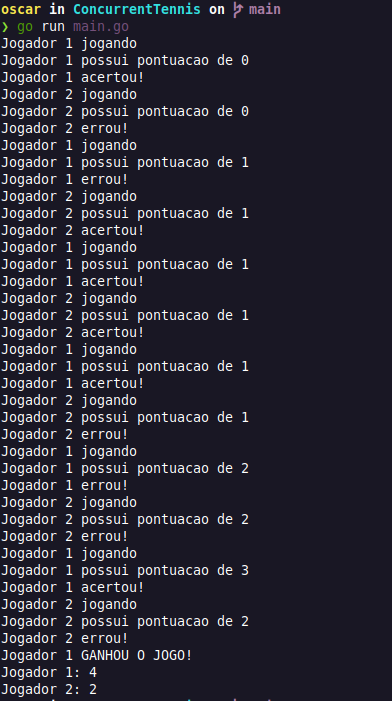 oscar in ConcurrentTennis on main
❯ go run main.go
Jogador 1 jogando
Jogador 1 possui pontuacao de 0
Jogador 1 acertou!
Jogador 2 jogando
Jogador 2 possui pontuacao de 0
Jogador 2 errou!
Jogador 1 jogando
Jogador 1 possui pontuacao de 1
Jogador 1 errou!
Jogador 2 jogando
Jogador 2 possui pontuacao de 1
Jogador 2 acertou!
Jogador 1 jogando
Jogador 1 possui pontuacao de 1
Jogador 1 acertou!
Jogador 2 jogando
Jogador 2 possui pontuacao de 1
Jogador 2 acertou!
Jogador 1 jogando
Jogador 1 possui pontuacao de 1
Jogador 1 acertou!
Jogador 2 jogando
Jogador 2 possui pontuacao de 1
Jogador 2 errou!
Jogador 1 jogando
Jogador 1 possui pontuacao de 2
Jogador 1 errou!
Jogador 2 jogando
Jogador 2 possui pontuacao de 2
Jogador 2 errou!
Jogador 1 jogando
Jogador 1 possui pontuacao de 3
Jogador 1 acertou!
Jogador 2 jogando
Jogador 2 possui pontuacao de 2
Jogador 2 errou!
Jogador 1 GANHOU O JOGO!
Jogador 1: 4
Jogador 2: 2